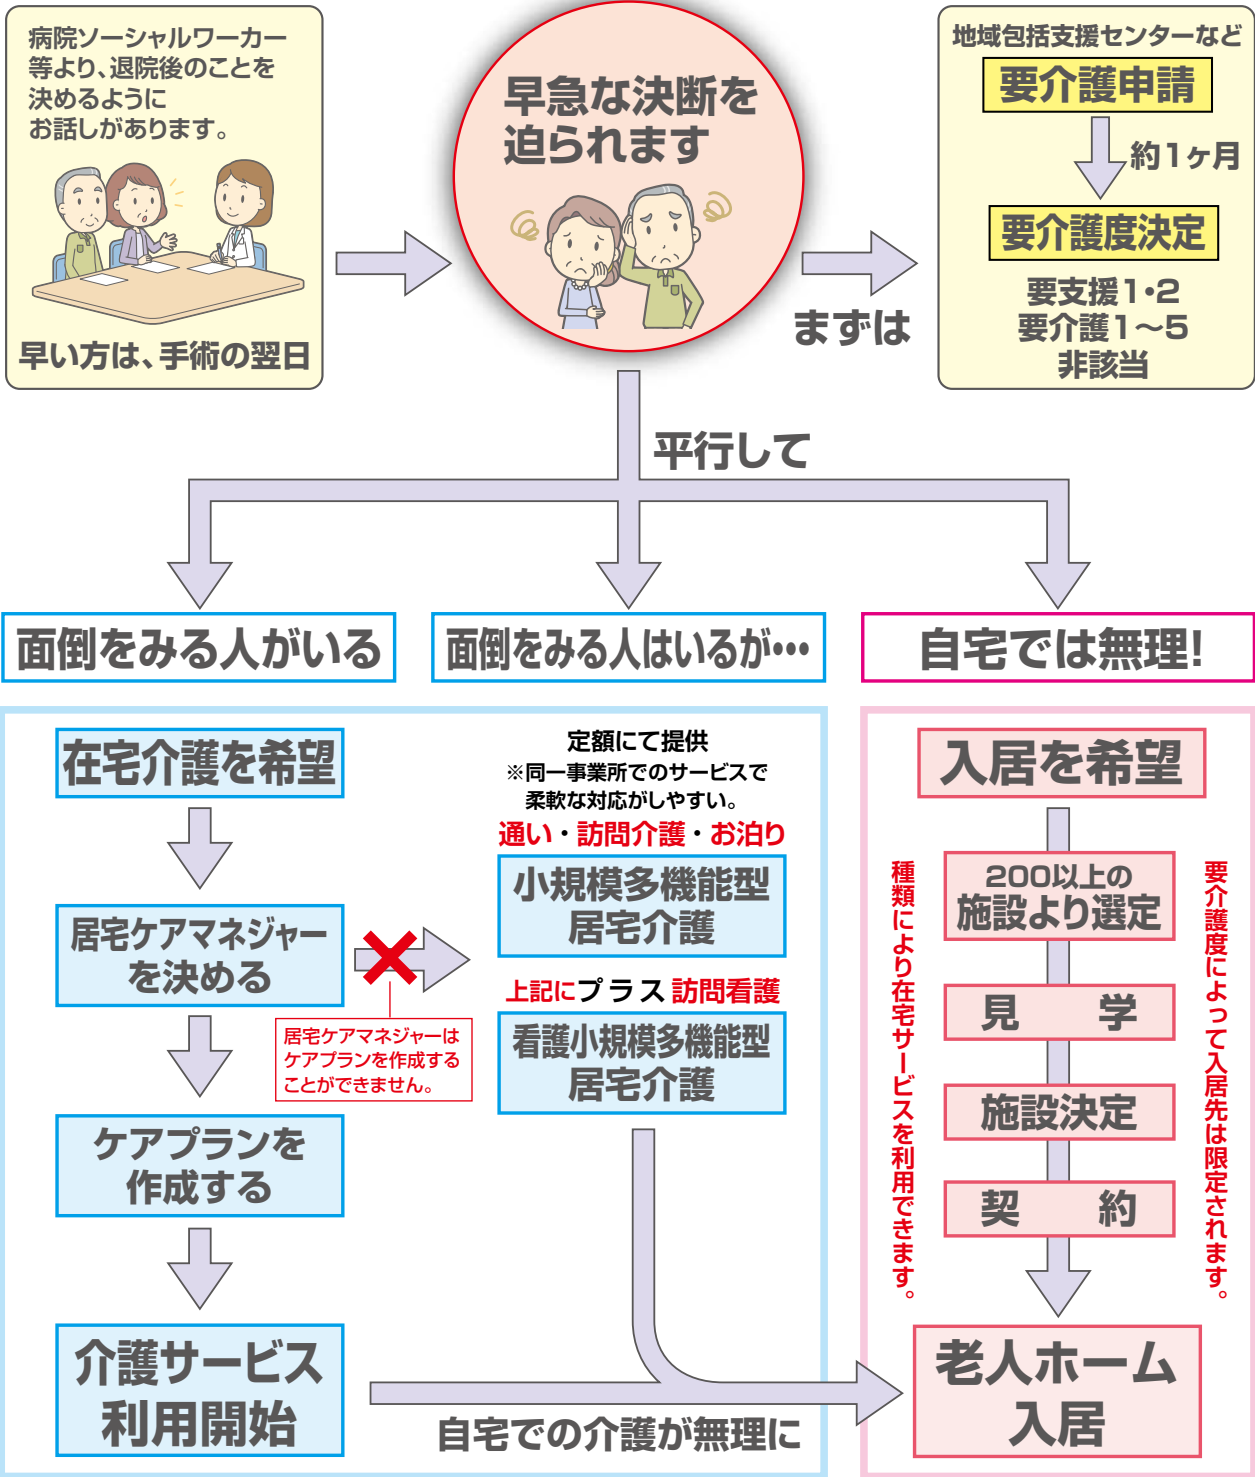 病院ソーシャルワーカー
等より、退院後のことを
決めるように
お話しがあります。
早い方は、手術の翌日
早急な決断を
迫られます
まずは
地域包括支援センターなど
要介護申請
約1ヶ月
要介護度決定
要支援1・2
要介護1～5
非該当
平行して
面倒をみる人がいる
面倒をみる人はいるが…
自宅では無理!
在宅介護を希望
居宅ケアマネジャー
を決める
居宅ケアマネジャーは
ケアプランを作成する
ことができません。
ケアプランを
作成する
介護サービス
利用開始
定額にて提供
※同一事業所でのサービスで
柔軟な対応がしやすい。
通い・訪問介護・お泊り
小規模多機能型
居宅介護
上記にプラス訪問看護
看護小規模多機能型
居宅介護
自宅での介護が無理に
入居を希望
200以上の
施設より選定
見　学
施設決定
契　約
老人ホーム
入居
要介護度によって入居先は限定されます。
種類により在宅サービスを利用できます。